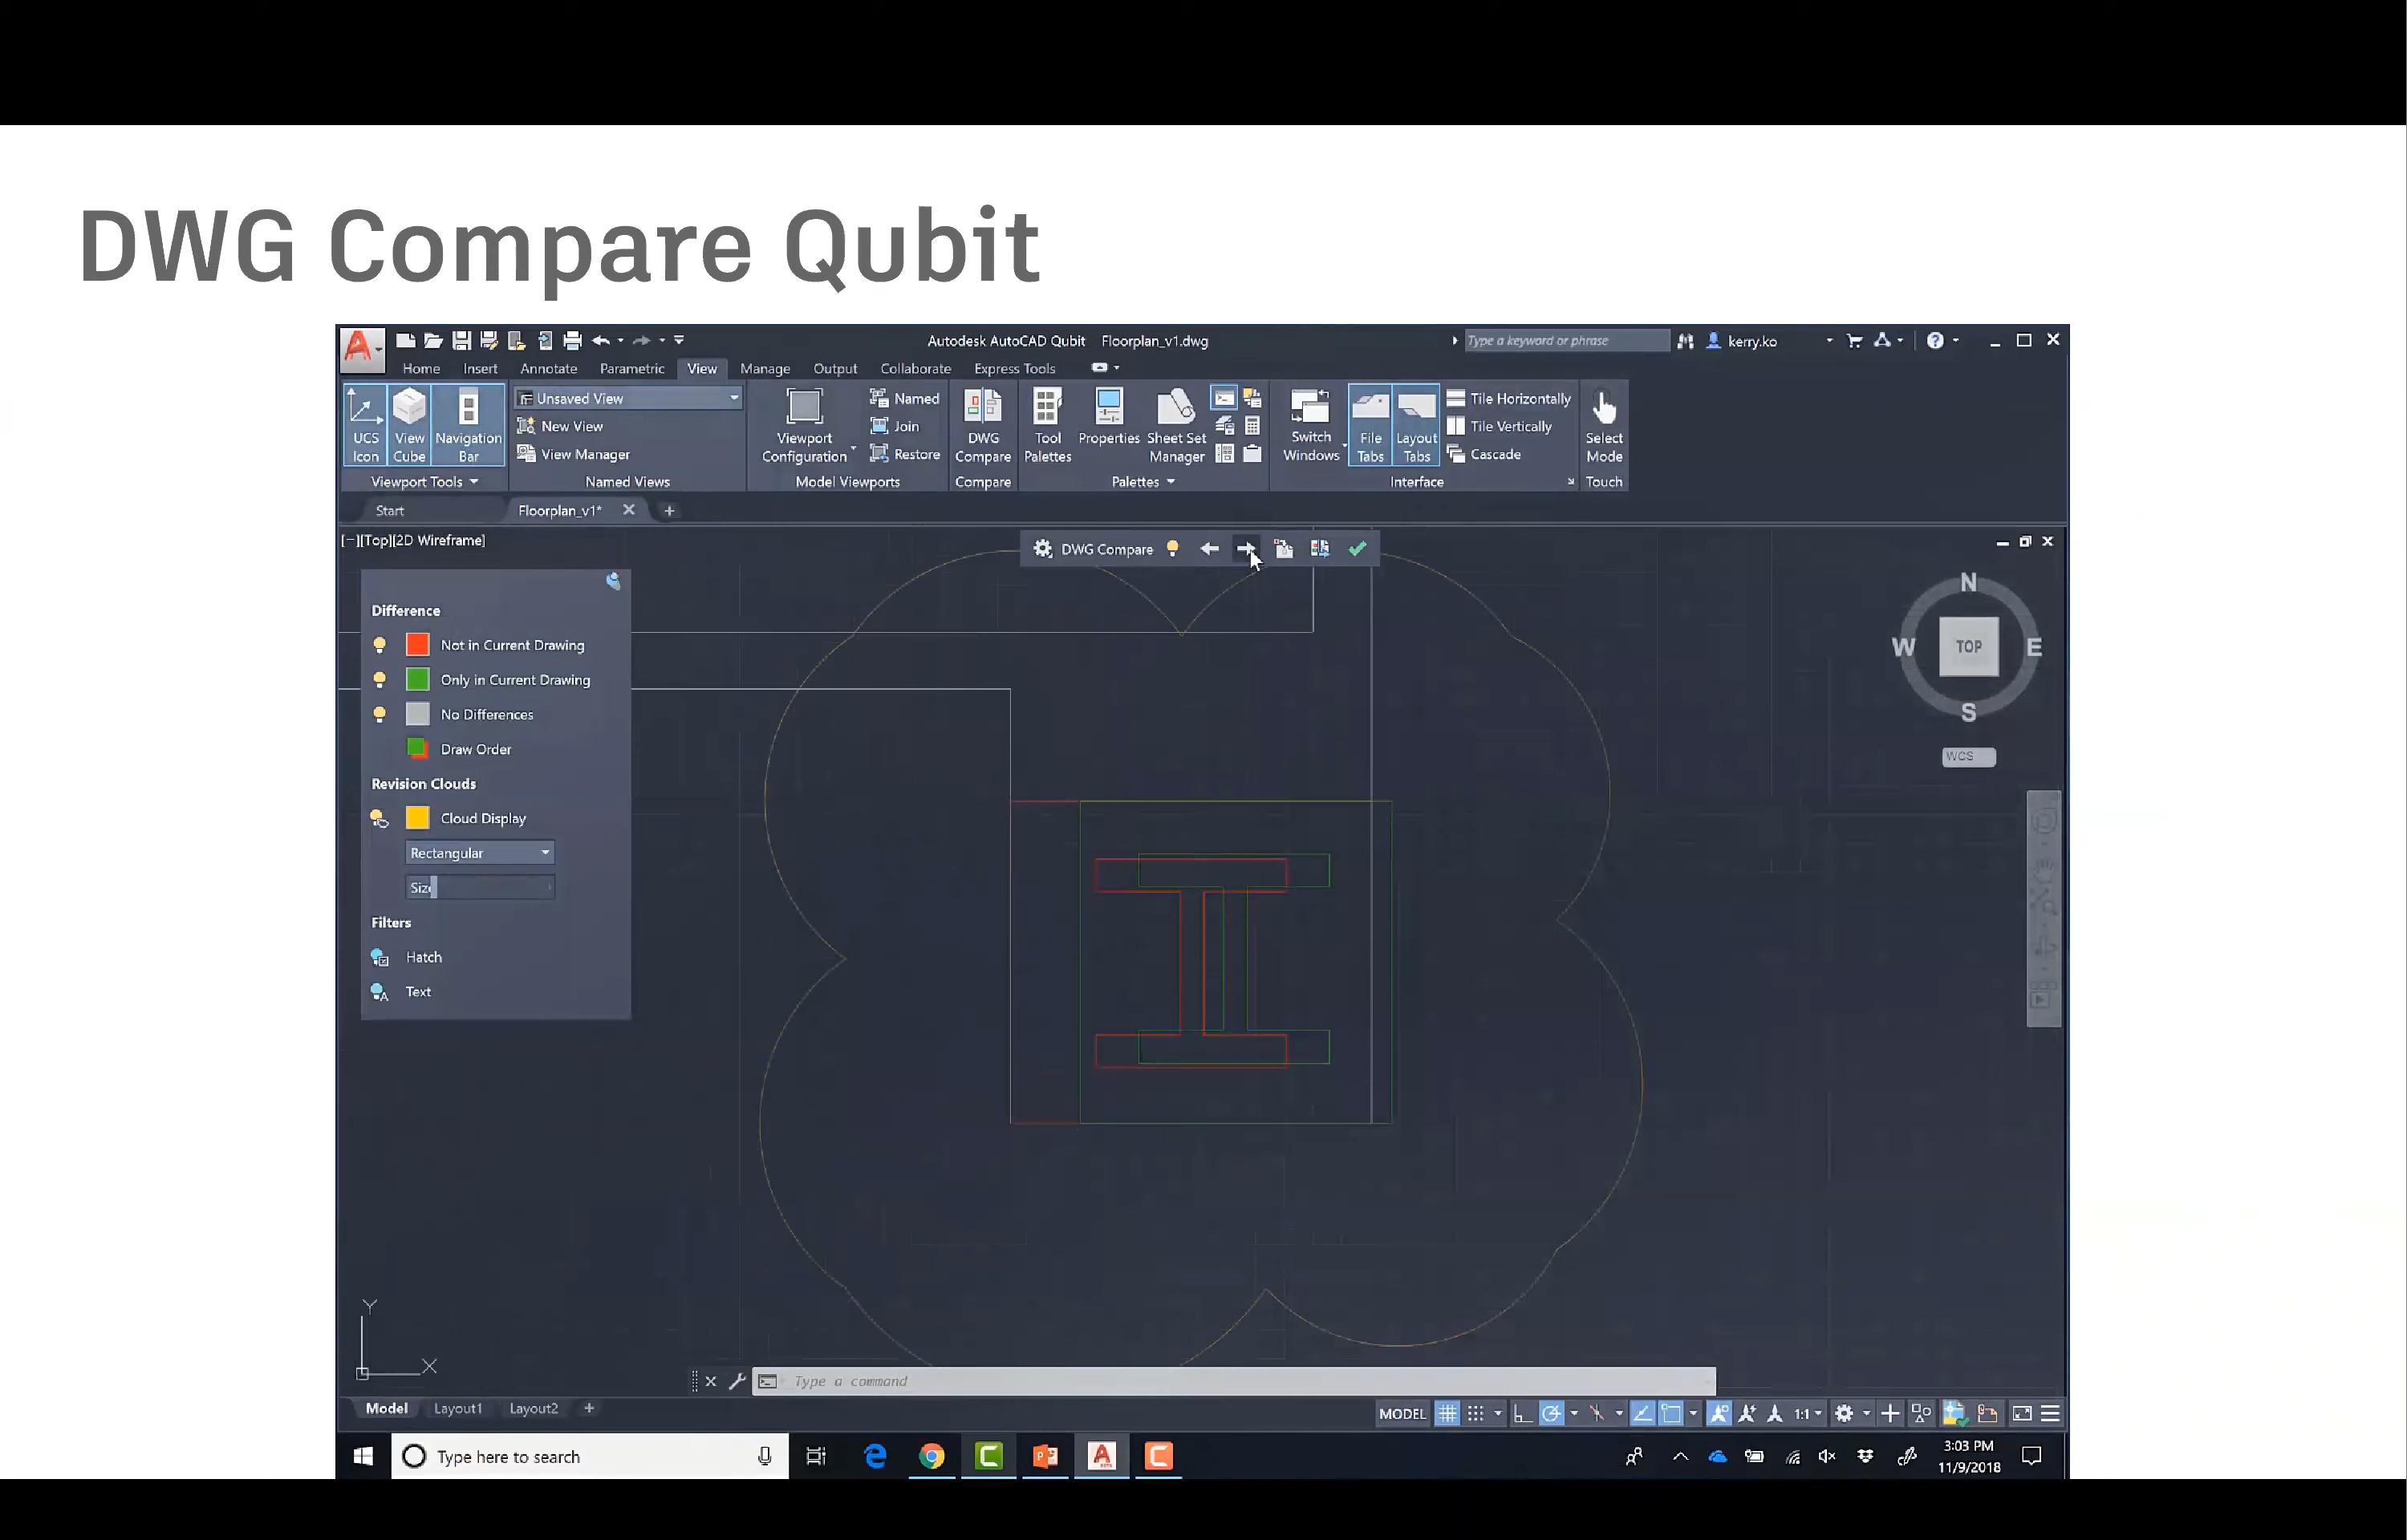 DWG Compare Qubit
Autodesk AutoCAD Qubit Floorplan_v1.dwg
Type a keyword or phrase
kerry.ko
Home Insert Annotate Parametric View Manage Output Collaborate Express Tools
UCS Icon
View Cube
Navigation Bar
Unsaved View
New View
View Manager
Viewport Configuration
Named
Join
Restore
DWG Compare
Tool Palettes
Properties
Sheet Set Manager
Switch Windows
File Tabs
Layout Tabs
Tile Horizontally
Tile Vertically
Cascade
Select Mode
Viewport Tools Named Views Model Viewports Compare Palettes Interface Touch
Start Floorplan_v1*
[−][Top][2D Wireframe]
DWG Compare
Difference
Not in Current Drawing
Only in Current Drawing
No Differences
Draw Order
Revision Clouds
Cloud Display
Rectangular
Size
Filters
Hatch
Text
N
W TOP E
S
WCS
Y
X
Type a command
Model Layout1 Layout2
MODEL 1:1
Type here to search
3:03 PM
11/9/2018